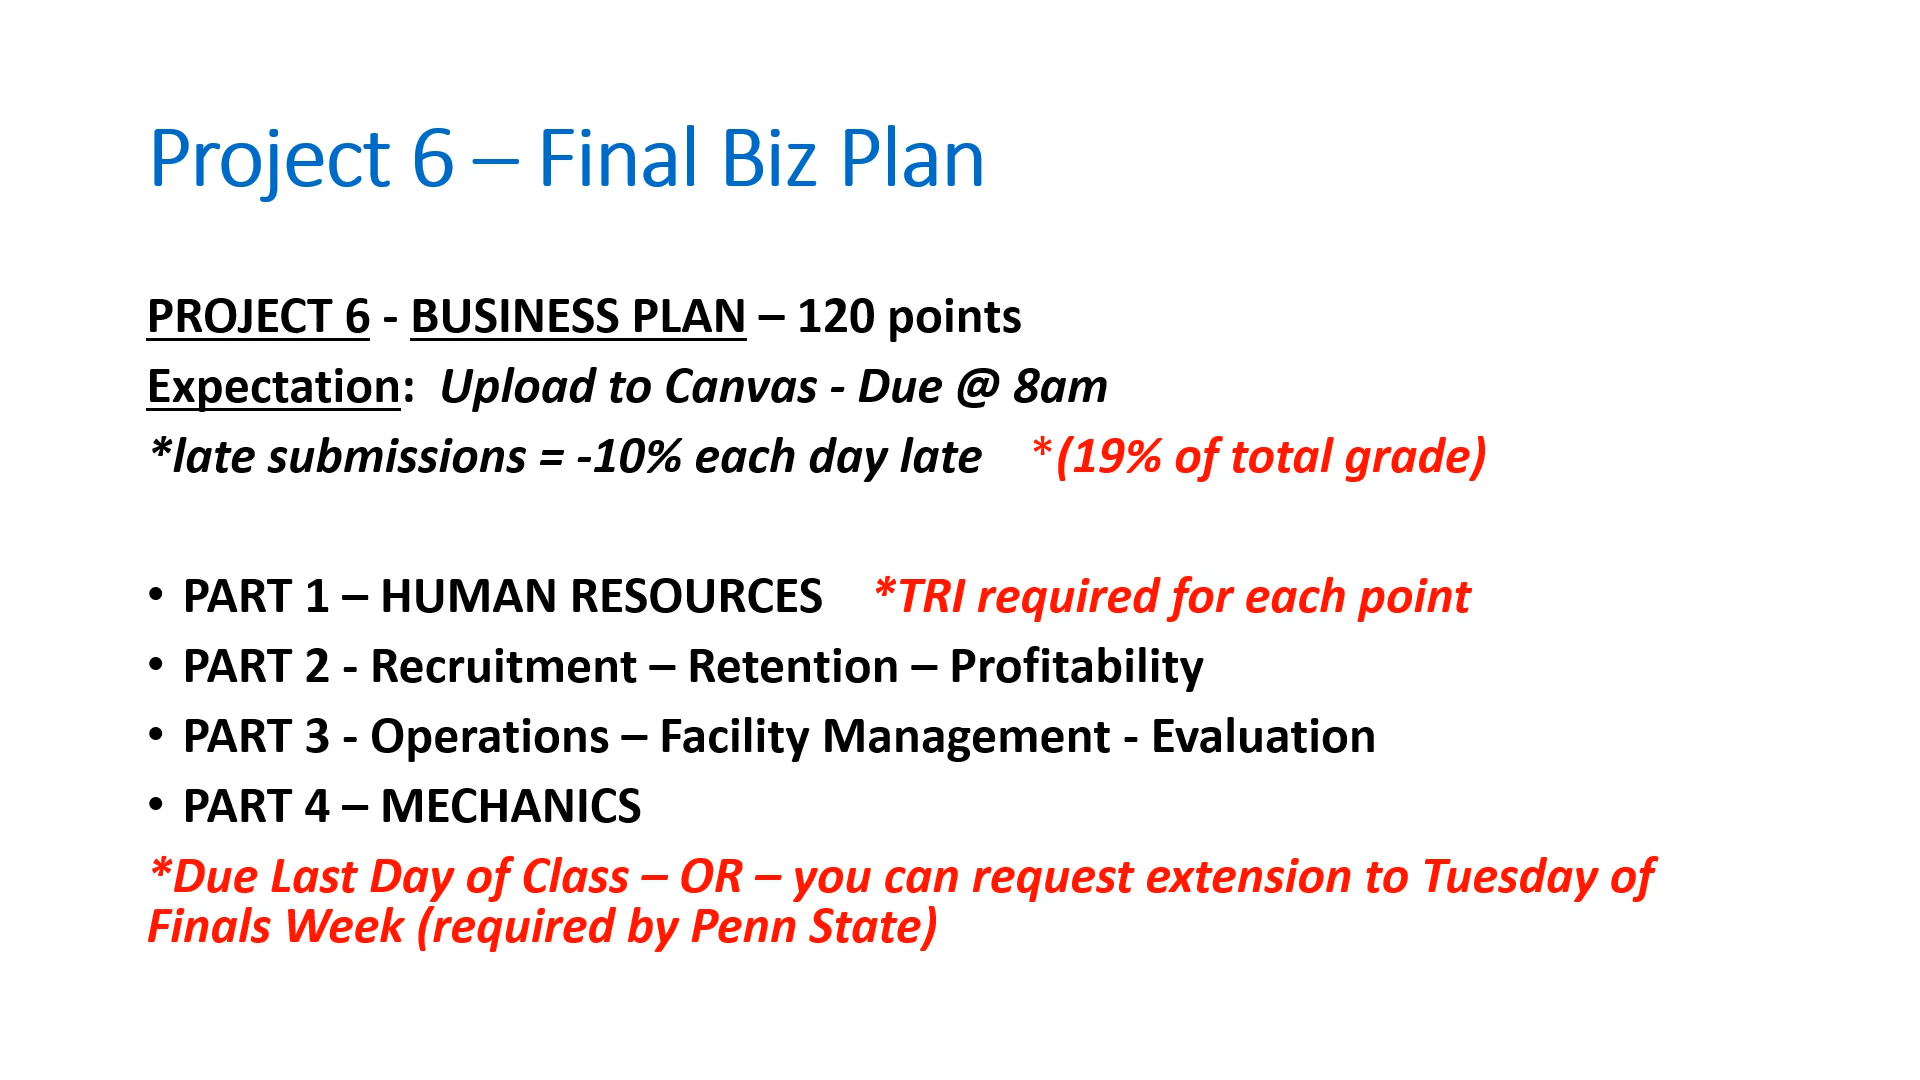 Project 6 – Final Biz Plan
PROJECT 6 - BUSINESS PLAN – 120 points
Expectation:  Upload to Canvas - Due @ 8am
*late submissions = -10% each day late    *(19% of total grade)
• PART 1 – HUMAN RESOURCES    *TRI required for each point
• PART 2 - Recruitment – Retention – Profitability
• PART 3 - Operations – Facility Management - Evaluation
• PART 4 – MECHANICS
*Due Last Day of Class – OR – you can request extension to Tuesday of
Finals Week (required by Penn State)